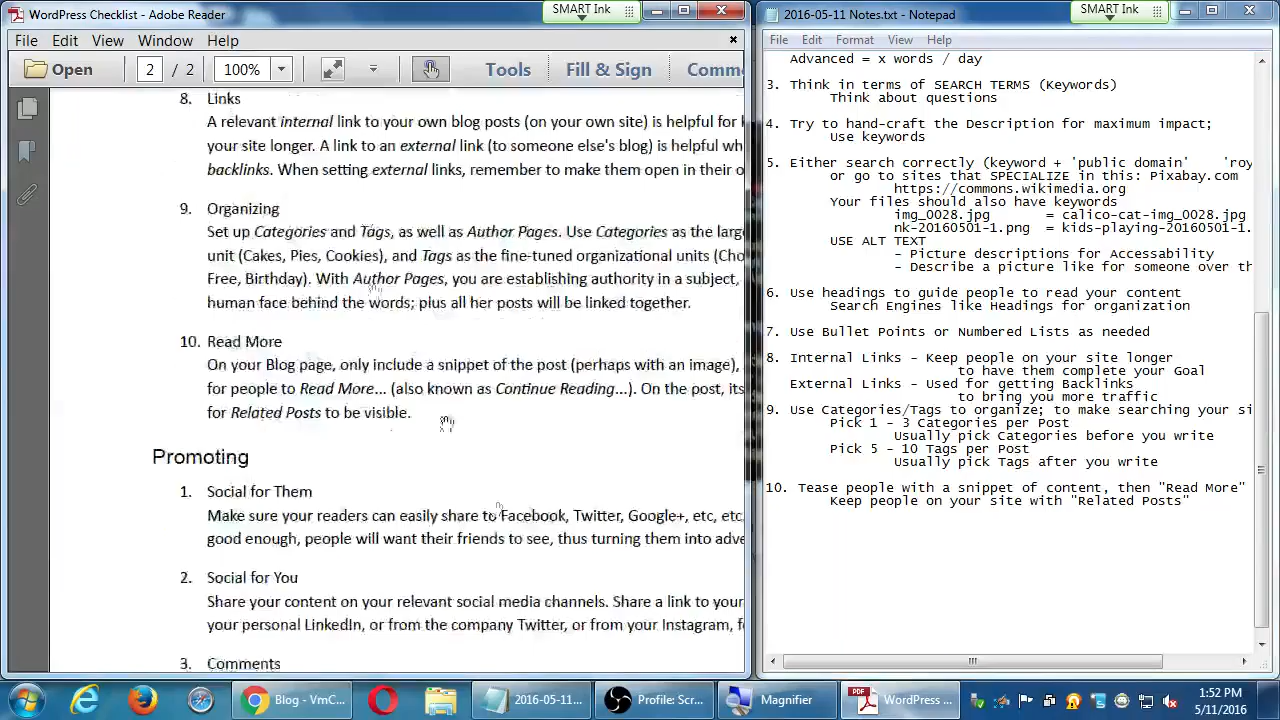 WordPress Checklist - Adobe Reader
SMART Ink
File Edit View Window Help
Open
2 / 2
100%
Tools
Fill & Sign
Comme
8. Links
A relevant internal link to your own blog posts (on your own site) is helpful for
your site longer. A link to an external link (to someone else's blog) is helpful wh
backlinks. When setting external links, remember to make them open in their o
9. Organizing
Set up Categories and Tags, as well as Author Pages. Use Categories as the larg
unit (Cakes, Pies, Cookies), and Tags as the fine-tuned organizational units (Cho
Free, Birthday). With Author Pages, you are establishing authority in a subject,
human face behind the words; plus all her posts will be linked together.
10. Read More
On your Blog page, only include a snippet of the post (perhaps with an image),
for people to Read More... (also known as Continue Reading...). On the post, its
for Related Posts to be visible.
Promoting
1. Social for Them
Make sure your readers can easily share to Facebook, Twitter, Google+, etc, etc
good enough, people will want their friends to see, thus turning them into adve
2. Social for You
Share your content on your relevant social media channels. Share a link to your
your personal LinkedIn, or from the company Twitter, or from your Instagram, f
3. Comments
2016-05-11 Notes.txt - Notepad
SMART Ink
File Edit Format View Help
Advanced = x words / day
3. Think in terms of SEARCH TERMS (Keywords)
Think about questions
4. Try to hand-craft the Description for maximum impact;
Use keywords
5. Either search correctly (keyword + 'public domain' 'roy
or go to sites that SPECIALIZE in this: Pixabay.com
https://commons.wikimedia.org
Your files should also have keywords
img_0028.jpg = calico-cat-img_0028.jpg
nk-20160501-1.png = kids-playing-20160501-1.
USE ALT TEXT
- Picture descriptions for Accessability
- Describe a picture like for someone over th
6. Use headings to guide people to read your content
Search Engines like Headings for organization
7. Use Bullet Points or Numbered Lists as needed
8. Internal Links - Keep people on your site longer
to have them complete your Goal
External Links - Used for getting Backlinks
to bring you more traffic
9. Use Categories/Tags to organize; to make searching your si
Pick 1 - 3 Categories per Post
Usually pick Categories before you write
Pick 5 - 10 Tags per Post
Usually pick Tags after you write
10. Tease people with a snippet of content, then "Read More"
Keep people on your site with "Related Posts"
Blog - VmC...
2016-05-11...
Profile: Scr...
Magnifier
PDF
WordPress ...
1:52 PM
5/11/2016